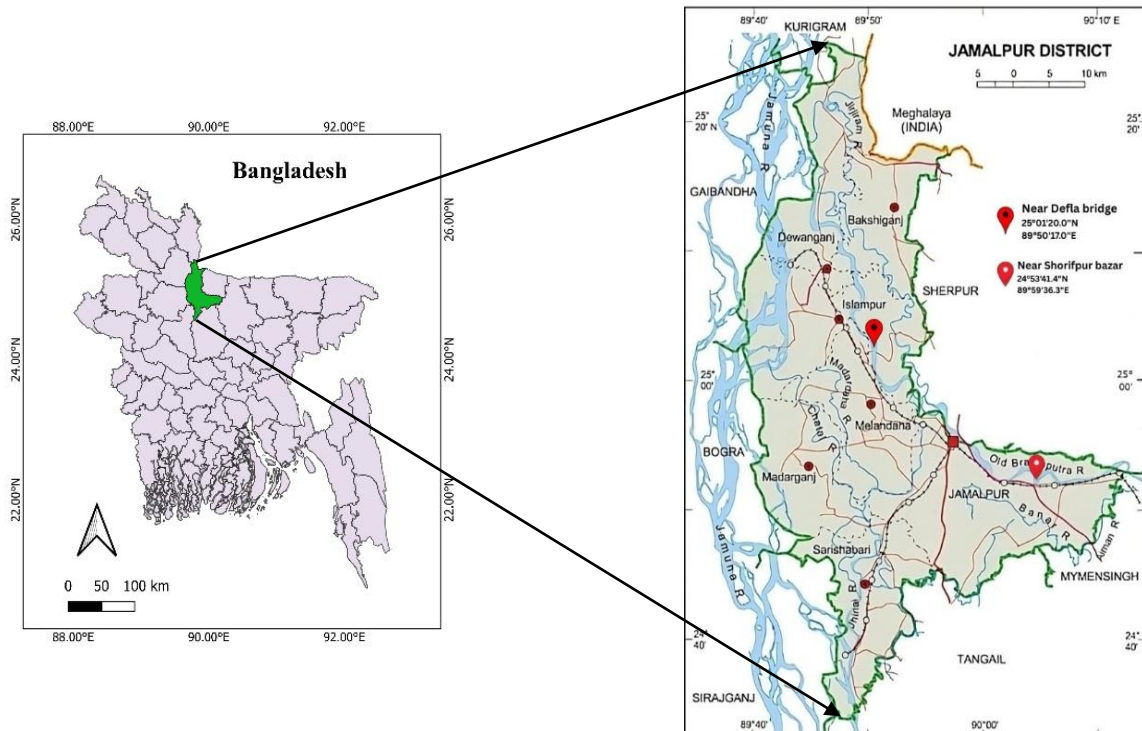 88.00°E 90.00°E 92.00°E
Bangladesh
26.00°N
24.00°N
22.00°N
26.00°N
24.00°N
22.00°N
0 50 100 km
88.00°E 90.00°E 92.00°E
89°40' 89°50' 90°10'
KURIGRAM
JAMALPUR DISTRICT
5 0 5 10 km
25°
20'N
25°
20'
Jamuna R
Jirjiram R
Meghalaya
(INDIA)
GAIBANDHA
Bakshiganj
Near Defla bridge
25°01'20.0"N
89°50'17.0"E
Dewanganj
Near Shorifpur bazar
24°53'41.4"N
89°59'36.3"E
SHERPUR
Islampur
25°
00'
25°
00'
Madardaha R
Chatal R
Melandaha
BOGRA
Old Brahmaputra R
Madarganj
JAMALPUR
Banar R
Aiman R
Jamuna R
Sarishabari
MYMENSINGH
Jhinai R
24°
40'
24°
40'
TANGAIL
SIRAJGANJ
89°40' 90°00'